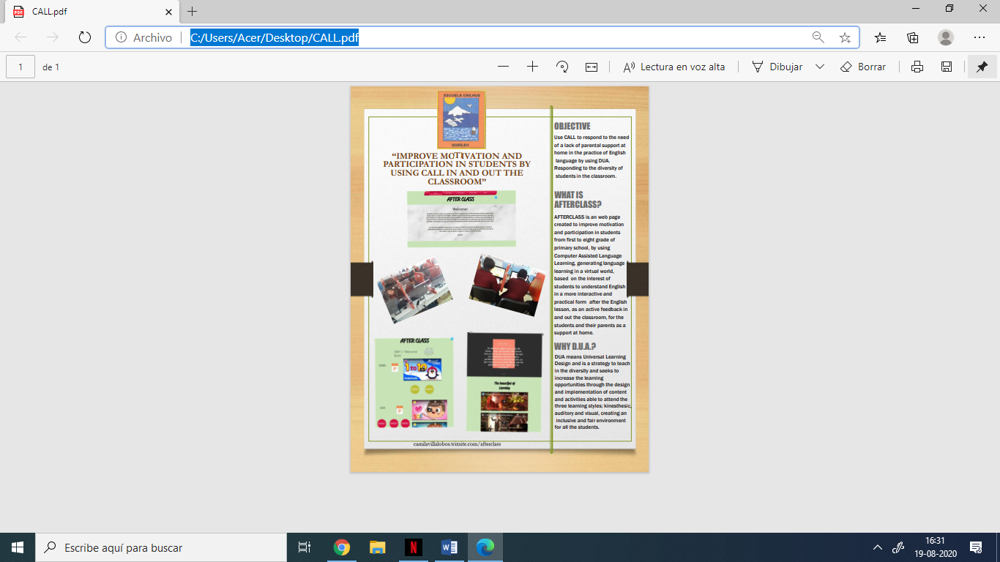 CALL.pdf
Archivo
C:/Users/Acer/Desktop/CALL.pdf
1 de 1
Lectura en voz alta
Dibujar
Borrar
ESCUELA CHILHUE
QUEILEN
“IMPROVE MOTIVATION AND
PARTICIPATION IN STUDENTS BY
USING CALL IN AND OUT THE
CLASSROOM”
AFTER CLASS
Welcome!
AFTER CLASS
1 to 10
The beautiful of
Learning
camilavillalobos.wixsite.com/afterclass
OBJECTIVE
Use CALL to respond to the need
of a lack of parental support at
home in the practice of English
language by using DUA.
Responding to the diversity of
students in the classroom.
WHAT IS
AFTERCLASS?
AFTERCLASS is an web page
created to improve motivation
and participation in students
from first to eight grade of
primary school, by using
Computer Assisted Language
Learning, generating language
learning in a virtual world,
based on the interest of
students to understand English
in a more interactive and
practical form after the English
lesson, as an active feedback in
and out the classroom, for the
students and their parents as a
support at home.
WHY D.U.A.?
DUA means Universal Learning
Design and is a strategy to teach
in the diversity and seeks to
increase the learning
opportunities through the design
and implementation of content
and activities able to attend the
three learning styles; kinesthesic,
auditory and visual, creating an
inclusive and fair environment
for all the students.
Escribe aquí para buscar
16:31
19-08-2020